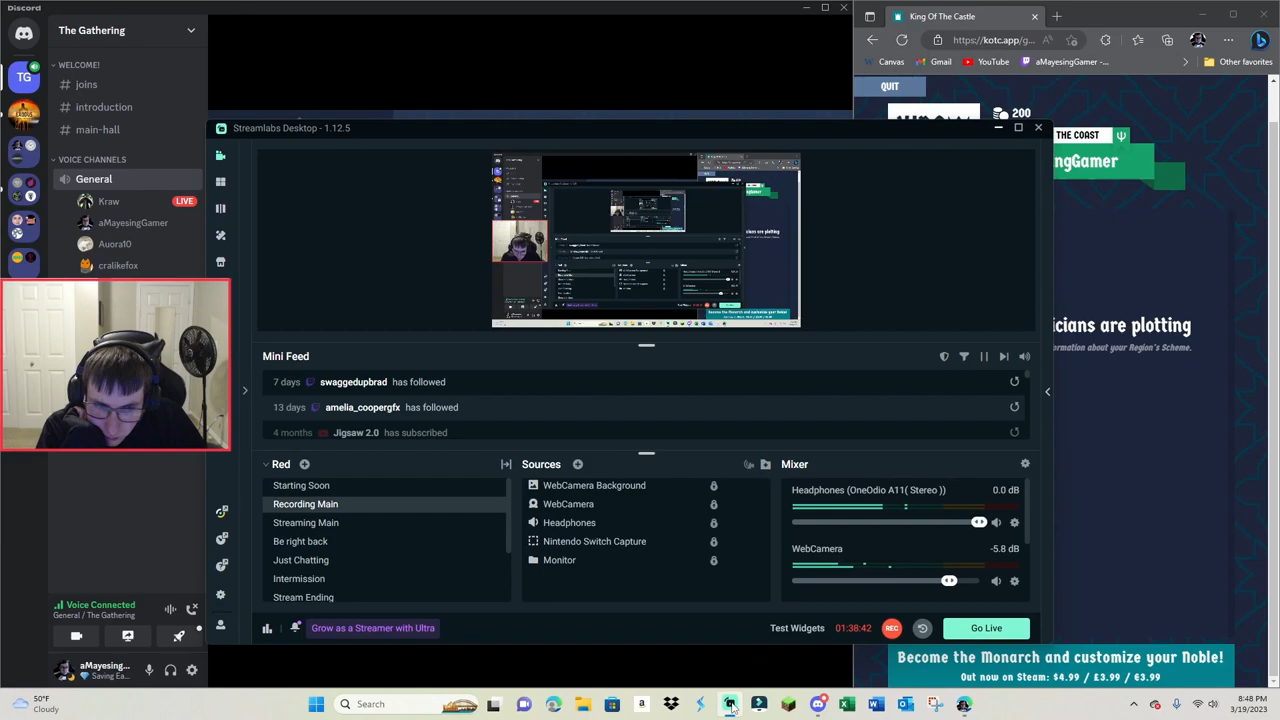 Discord
The Gathering
WELCOME!
# joins
# introduction
# main-hall
VOICE CHANNELS
General
Kraw LIVE
aMayesingGamer
Auora10
cralikefox
TG
Voice Connected
General / The Gathering
aMayesing...
Saving Ea...
Streamlabs Desktop - 1.12.5
Mini Feed
7 days swaggedupbrad has followed
13 days amelia_coopergfx has followed
4 months Jigsaw 2.0 has subscribed
Red
Starting Soon
Recording Main
Streaming Main
Be right back
Just Chatting
Intermission
Stream Ending
Sources
WebCamera Background
WebCamera
Headphones
Nintendo Switch Capture
Monitor
Mixer
Headphones (OneOdio A11( Stereo )) 0.0 dB
WebCamera -5.8 dB
Grow as a Streamer with Ultra
Test Widgets 01:38:42 REC
Go Live
King Of The Castle
https://kotc.app/g...
Canvas Gmail YouTube aMayesingGamer -... Other favorites
QUIT
200
THE COAST
ingGamer
icians are plotting
formation about your Region's Scheme.
Become the Monarch and customize your Noble!
Out now on Steam: $4.99 / £3.99 / €3.99
50°F
Cloudy
Search
8:48 PM
3/19/2023